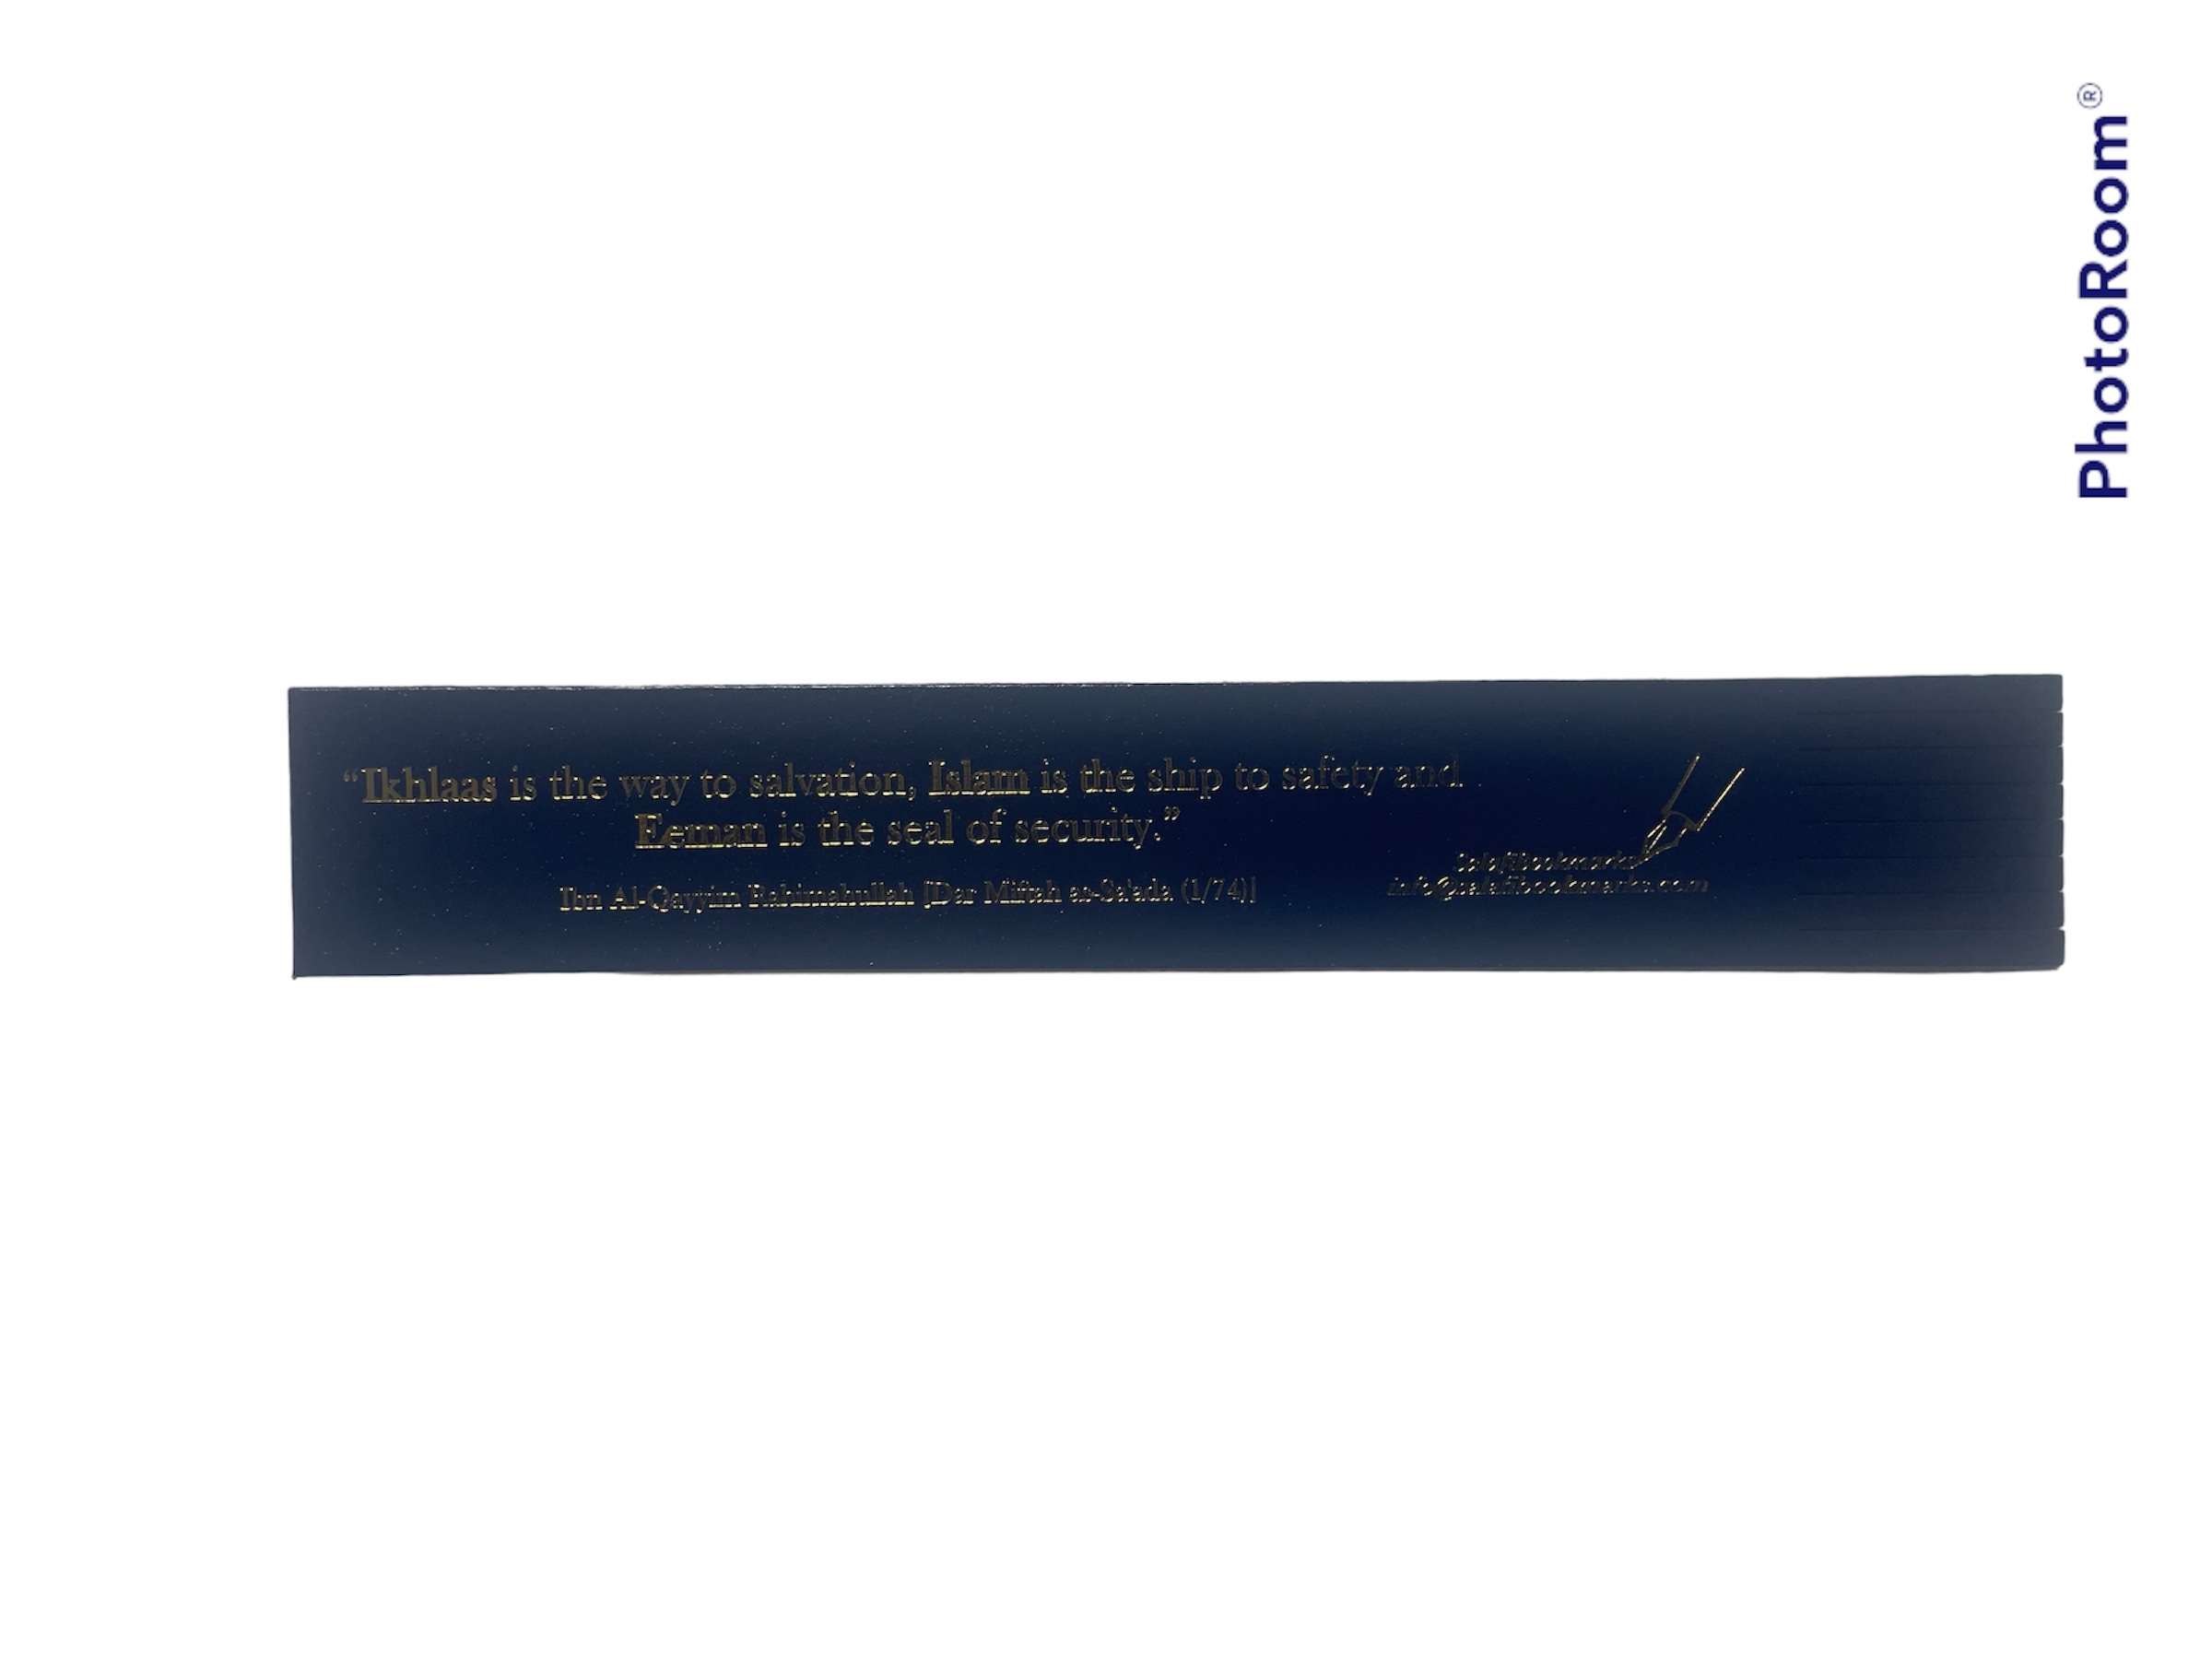 “Ikhlaas is the way to salvation, Islam is the ship to safety and
Eeman is the seal of security.”
Ibn Al-Qayyim Rahimahullah [Dar Miftah as-Sa'ada (1/74)]
SalafiBookmarks
info@salafibookmarks.com
PhotoRoom®